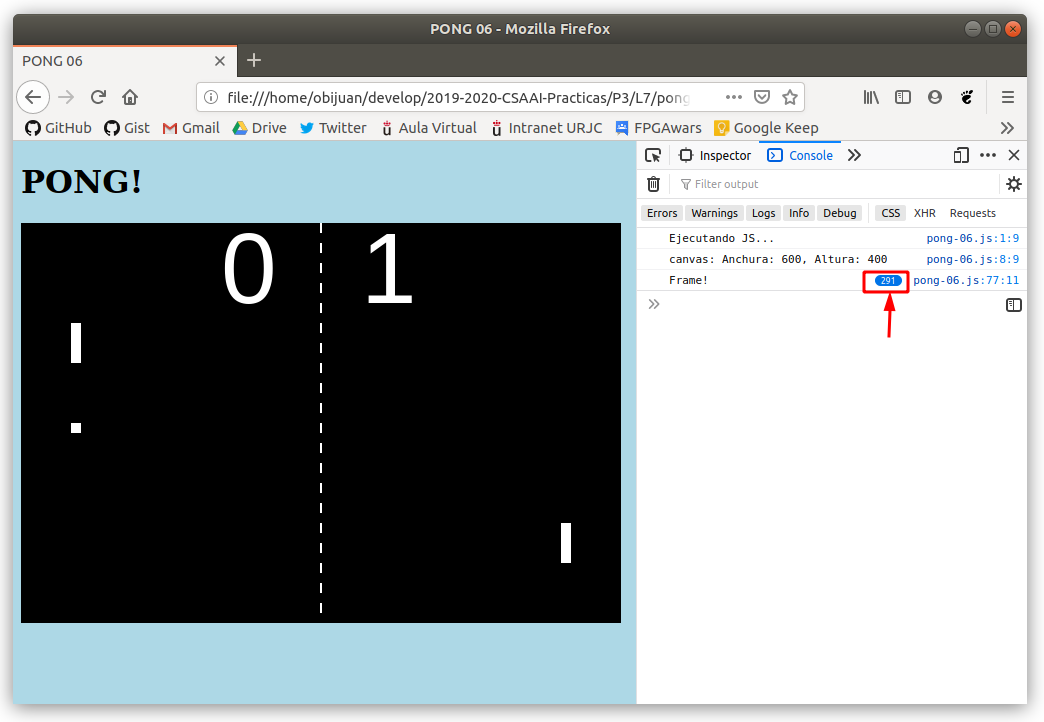 PONG 06 - Mozilla Firefox
PONG 06
file:///home/obijuan/develop/2019-2020-CSAAI-Practicas/P3/L7/pong
GitHub Gist Gmail Drive Twitter Aula Virtual Intranet URJC FPGAwars Google Keep
PONG!
0 1
Inspector Console
Filter output
Errors Warnings Logs Info Debug CSS XHR Requests
Ejecutando JS... pong-06.js:1:9
canvas: Anchura: 600, Altura: 400 pong-06.js:8:9
Frame! 291 pong-06.js:77:11